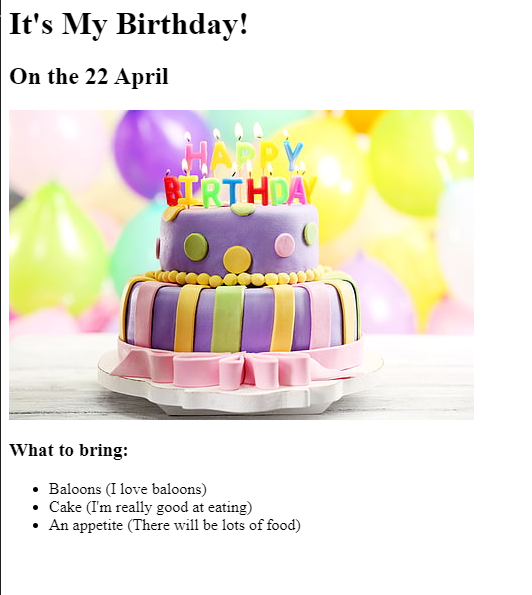 It's My Birthday!
On the 22 April
HAPPY
BIRTHDAY
What to bring:
Baloons (I love baloons)
Cake (I'm really good at eating)
An appetite (There will be lots of food)